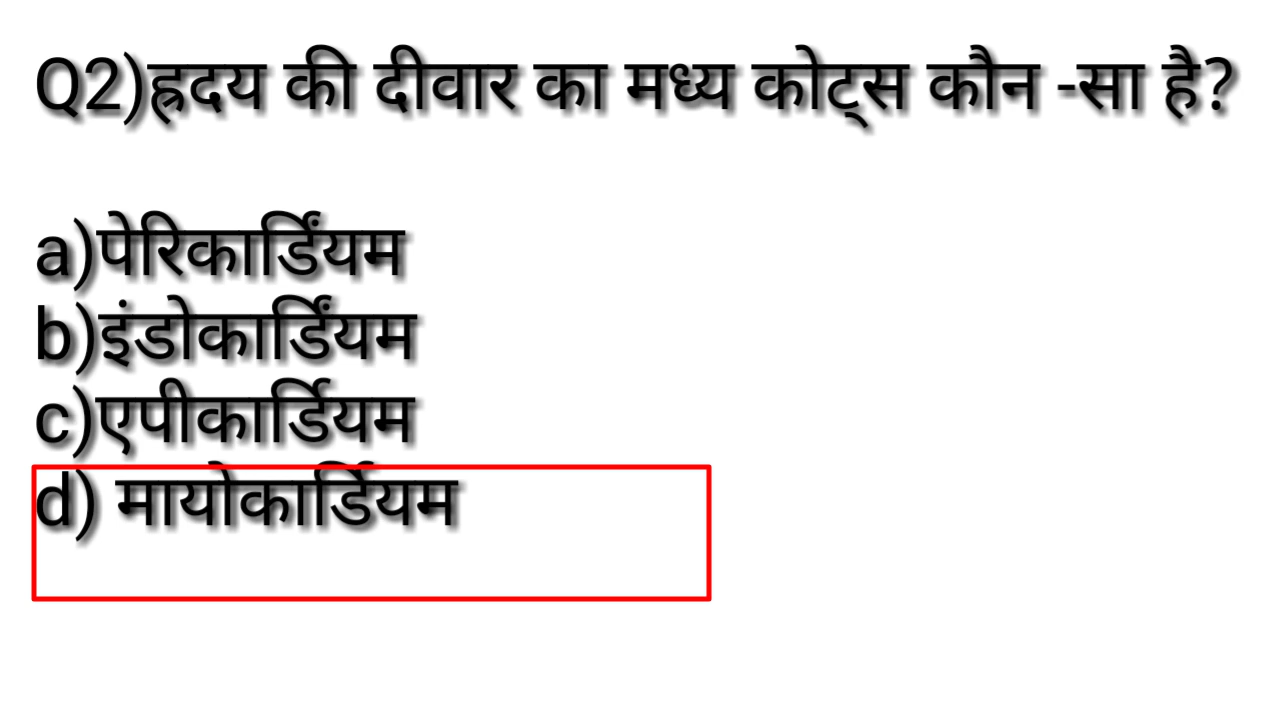 Q2)ह्रदय की दीवार का मध्य कोट्स कौन -सा है?
a)पेरिकार्डिंयम
b)इंडोकार्डिंयम
c)एपीकार्डियम
d) मायोकार्डियम